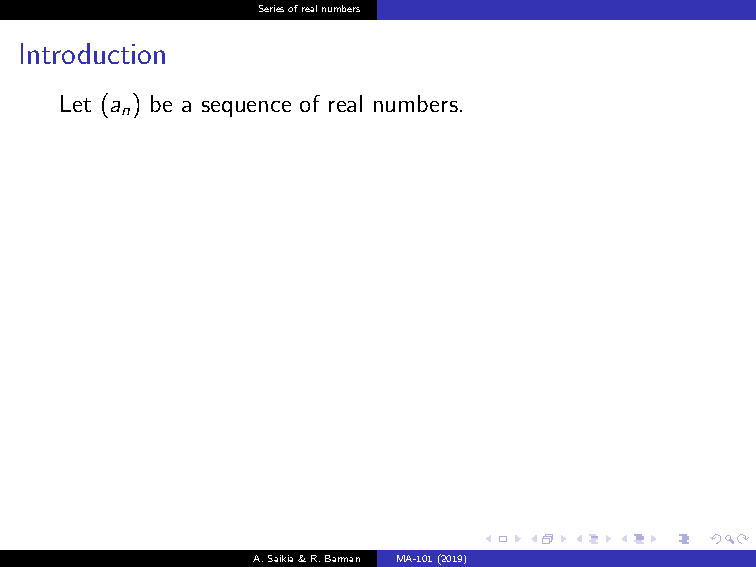 Series of real numbers
Introduction
Let (aₙ) be a sequence of real numbers.
A. Saikia & R. Barman
MA-101 (2019)